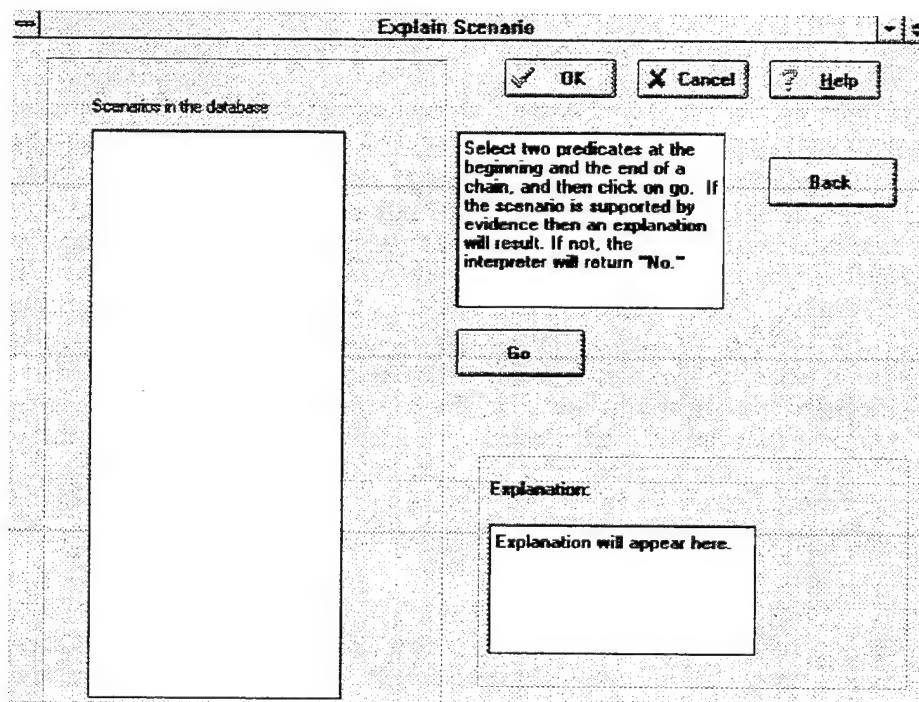 Explain Scenario
OK
Cancel
Help
Scenarios in the database
Select two predicates at the
beginning and the end of a
chain, and then click on go. If
the scenario is supported by
evidence then an explanation
will result. If not, the
interpreter will return "No."
Back
Go
Explanation:
Explanation will appear here.